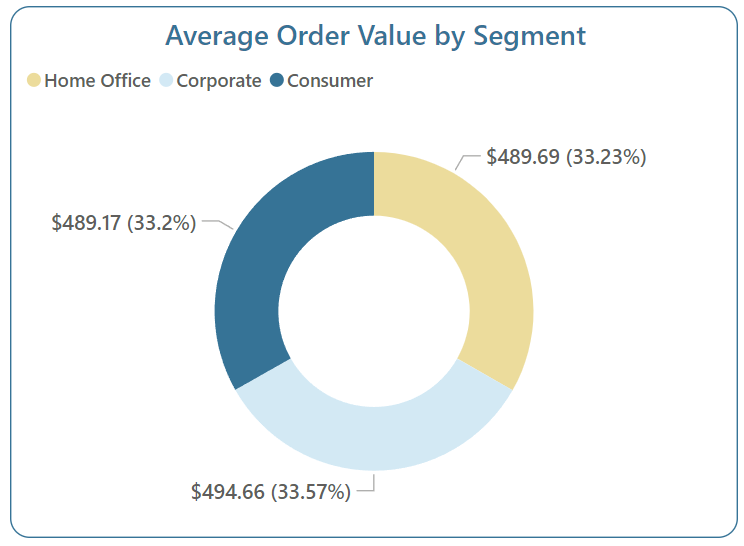 Average Order Value by Segment
Home Office Corporate Consumer
$489.69 (33.23%)
$489.17 (33.2%)
$494.66 (33.57%)